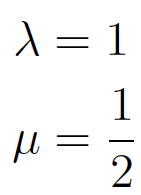 λ = 1
μ = 1/2